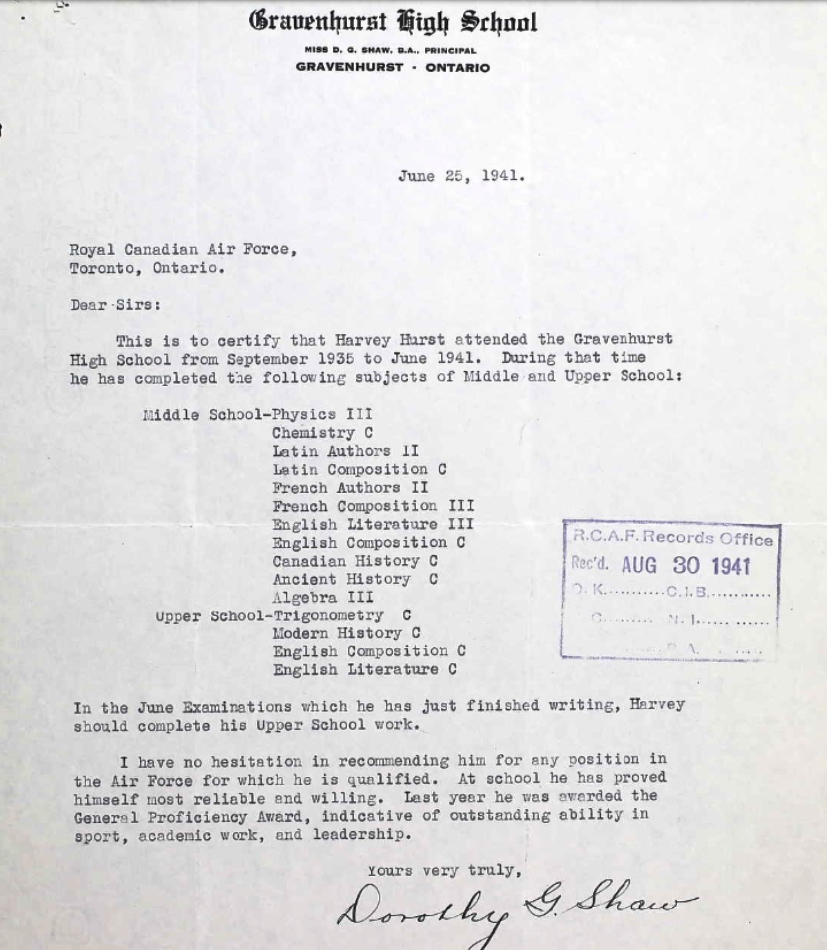 Gravenhurst High School
MISS D. G. SHAW, B.A., PRINCIPAL
GRAVENHURST - ONTARIO
June 25, 1941.
Royal Canadian Air Force,
Toronto, Ontario.
Dear Sirs:
This is to certify that Harvey Hurst attended the Gravenhurst
High School from September 1935 to June 1941. During that time
he has completed the following subjects of Middle and Upper School:
Middle School-Physics III
Chemistry C
Latin Authors II
Latin Composition C
French Authors II
French Composition III
English Literature III
English Composition C
Canadian History C
Ancient History C
Algebra III
Upper School-Trigonometry C
Modern History C
English Composition C
English Literature C
R.C.A.F. Records Office
Rec'd. AUG 30 1941
O.K...........C.I.B............
C......... N.I...... .......
In the June Examinations which he has just finished writing, Harvey
should complete his Upper School work.
I have no hesitation in recommending him for any position in
the Air Force for which he is qualified. At school he has proved
himself most reliable and willing. Last year he was awarded the
General Proficiency Award, indicative of outstanding ability in
sport, academic work, and leadership.
Yours very truly,
Dorothy G. Shaw